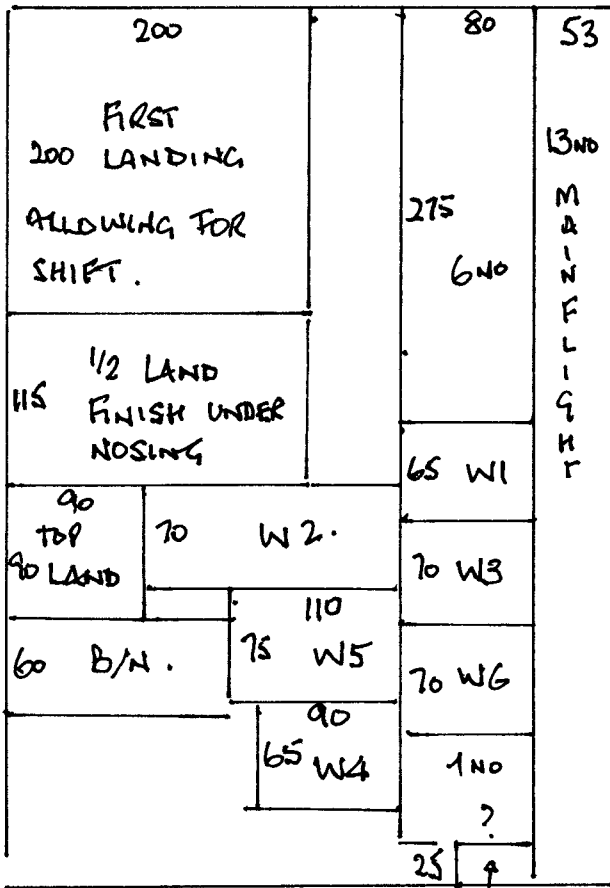 200
FIRST
200 LANDING
ALLOWING FOR
SHIFT.
80
275
6NO
53
13NO
MAINFLIGHT
115
1/2 LAND
FINISH UNDER
NOSING
65 W1
90
TOP
90 LAND
70 W2.
70 W3
60 B/N.
110
75 W5
70 W6
90
65 W4
1NO
?
25